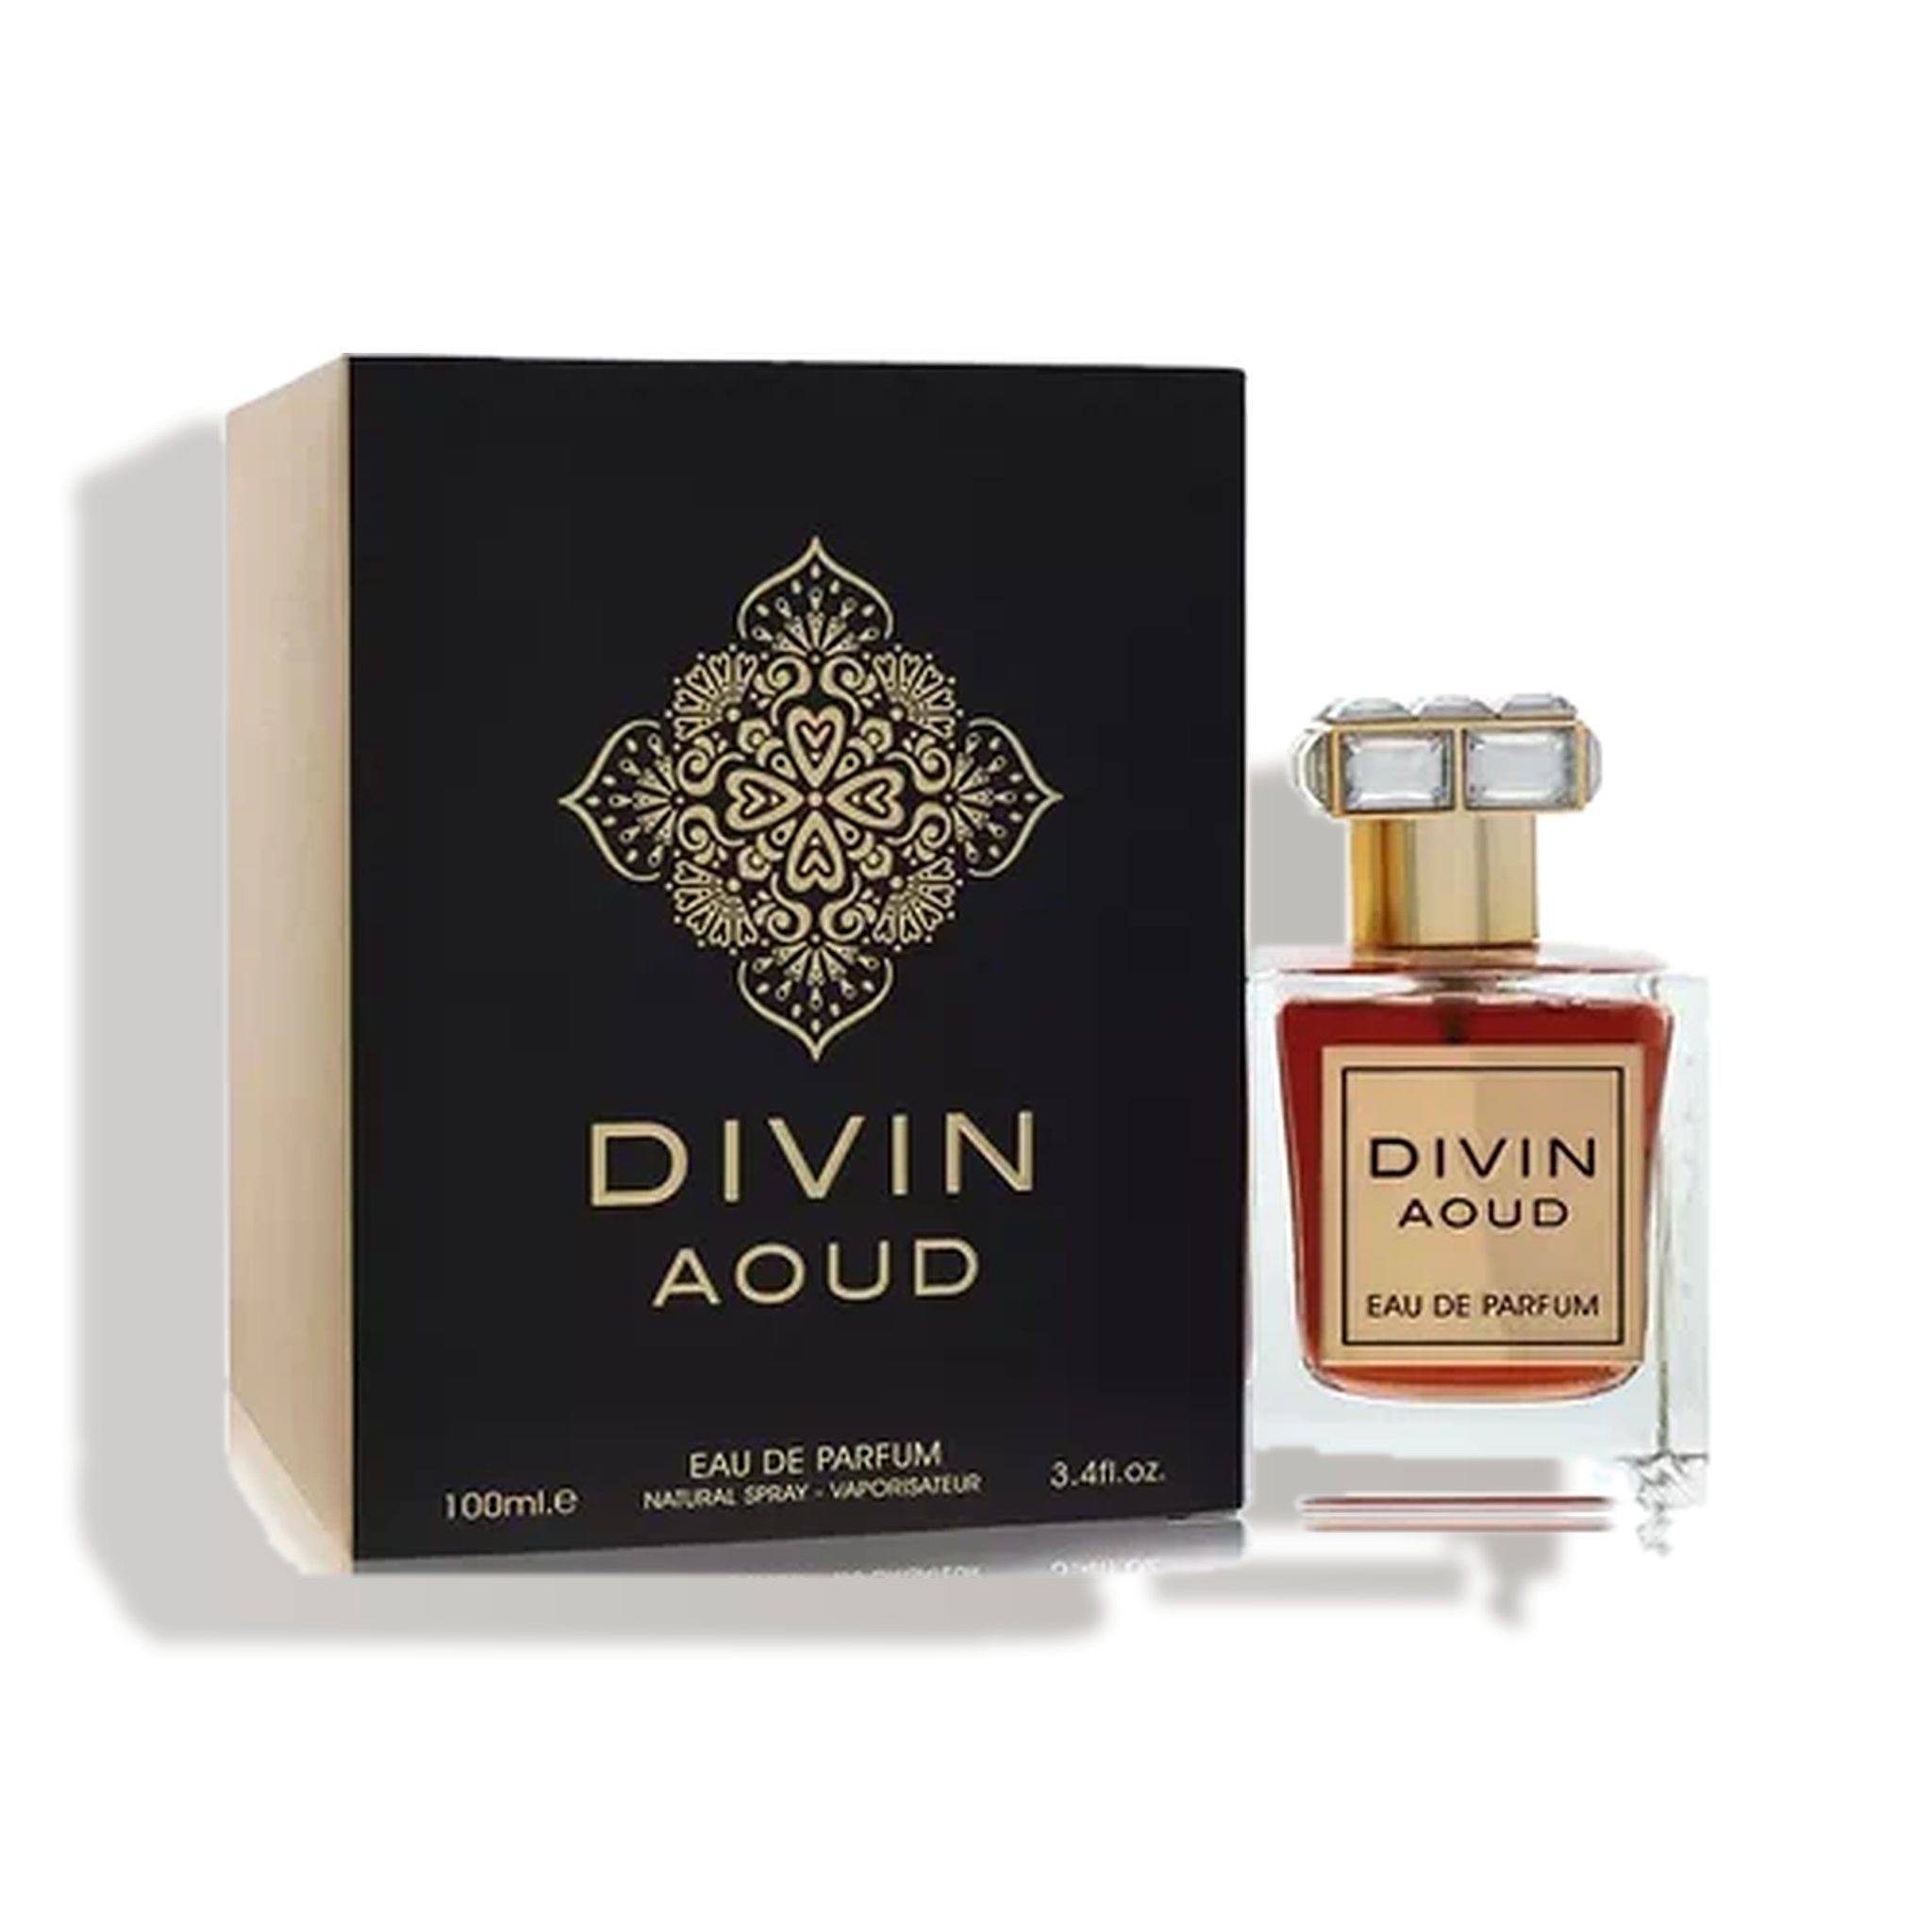 DIVIN
AOUD
EAU DE PARFUM
NATURAL SPRAY - VAPORISATEUR
100ml.e
3.4fl.oz.
DIVIN
AOUD
EAU DE PARFUM